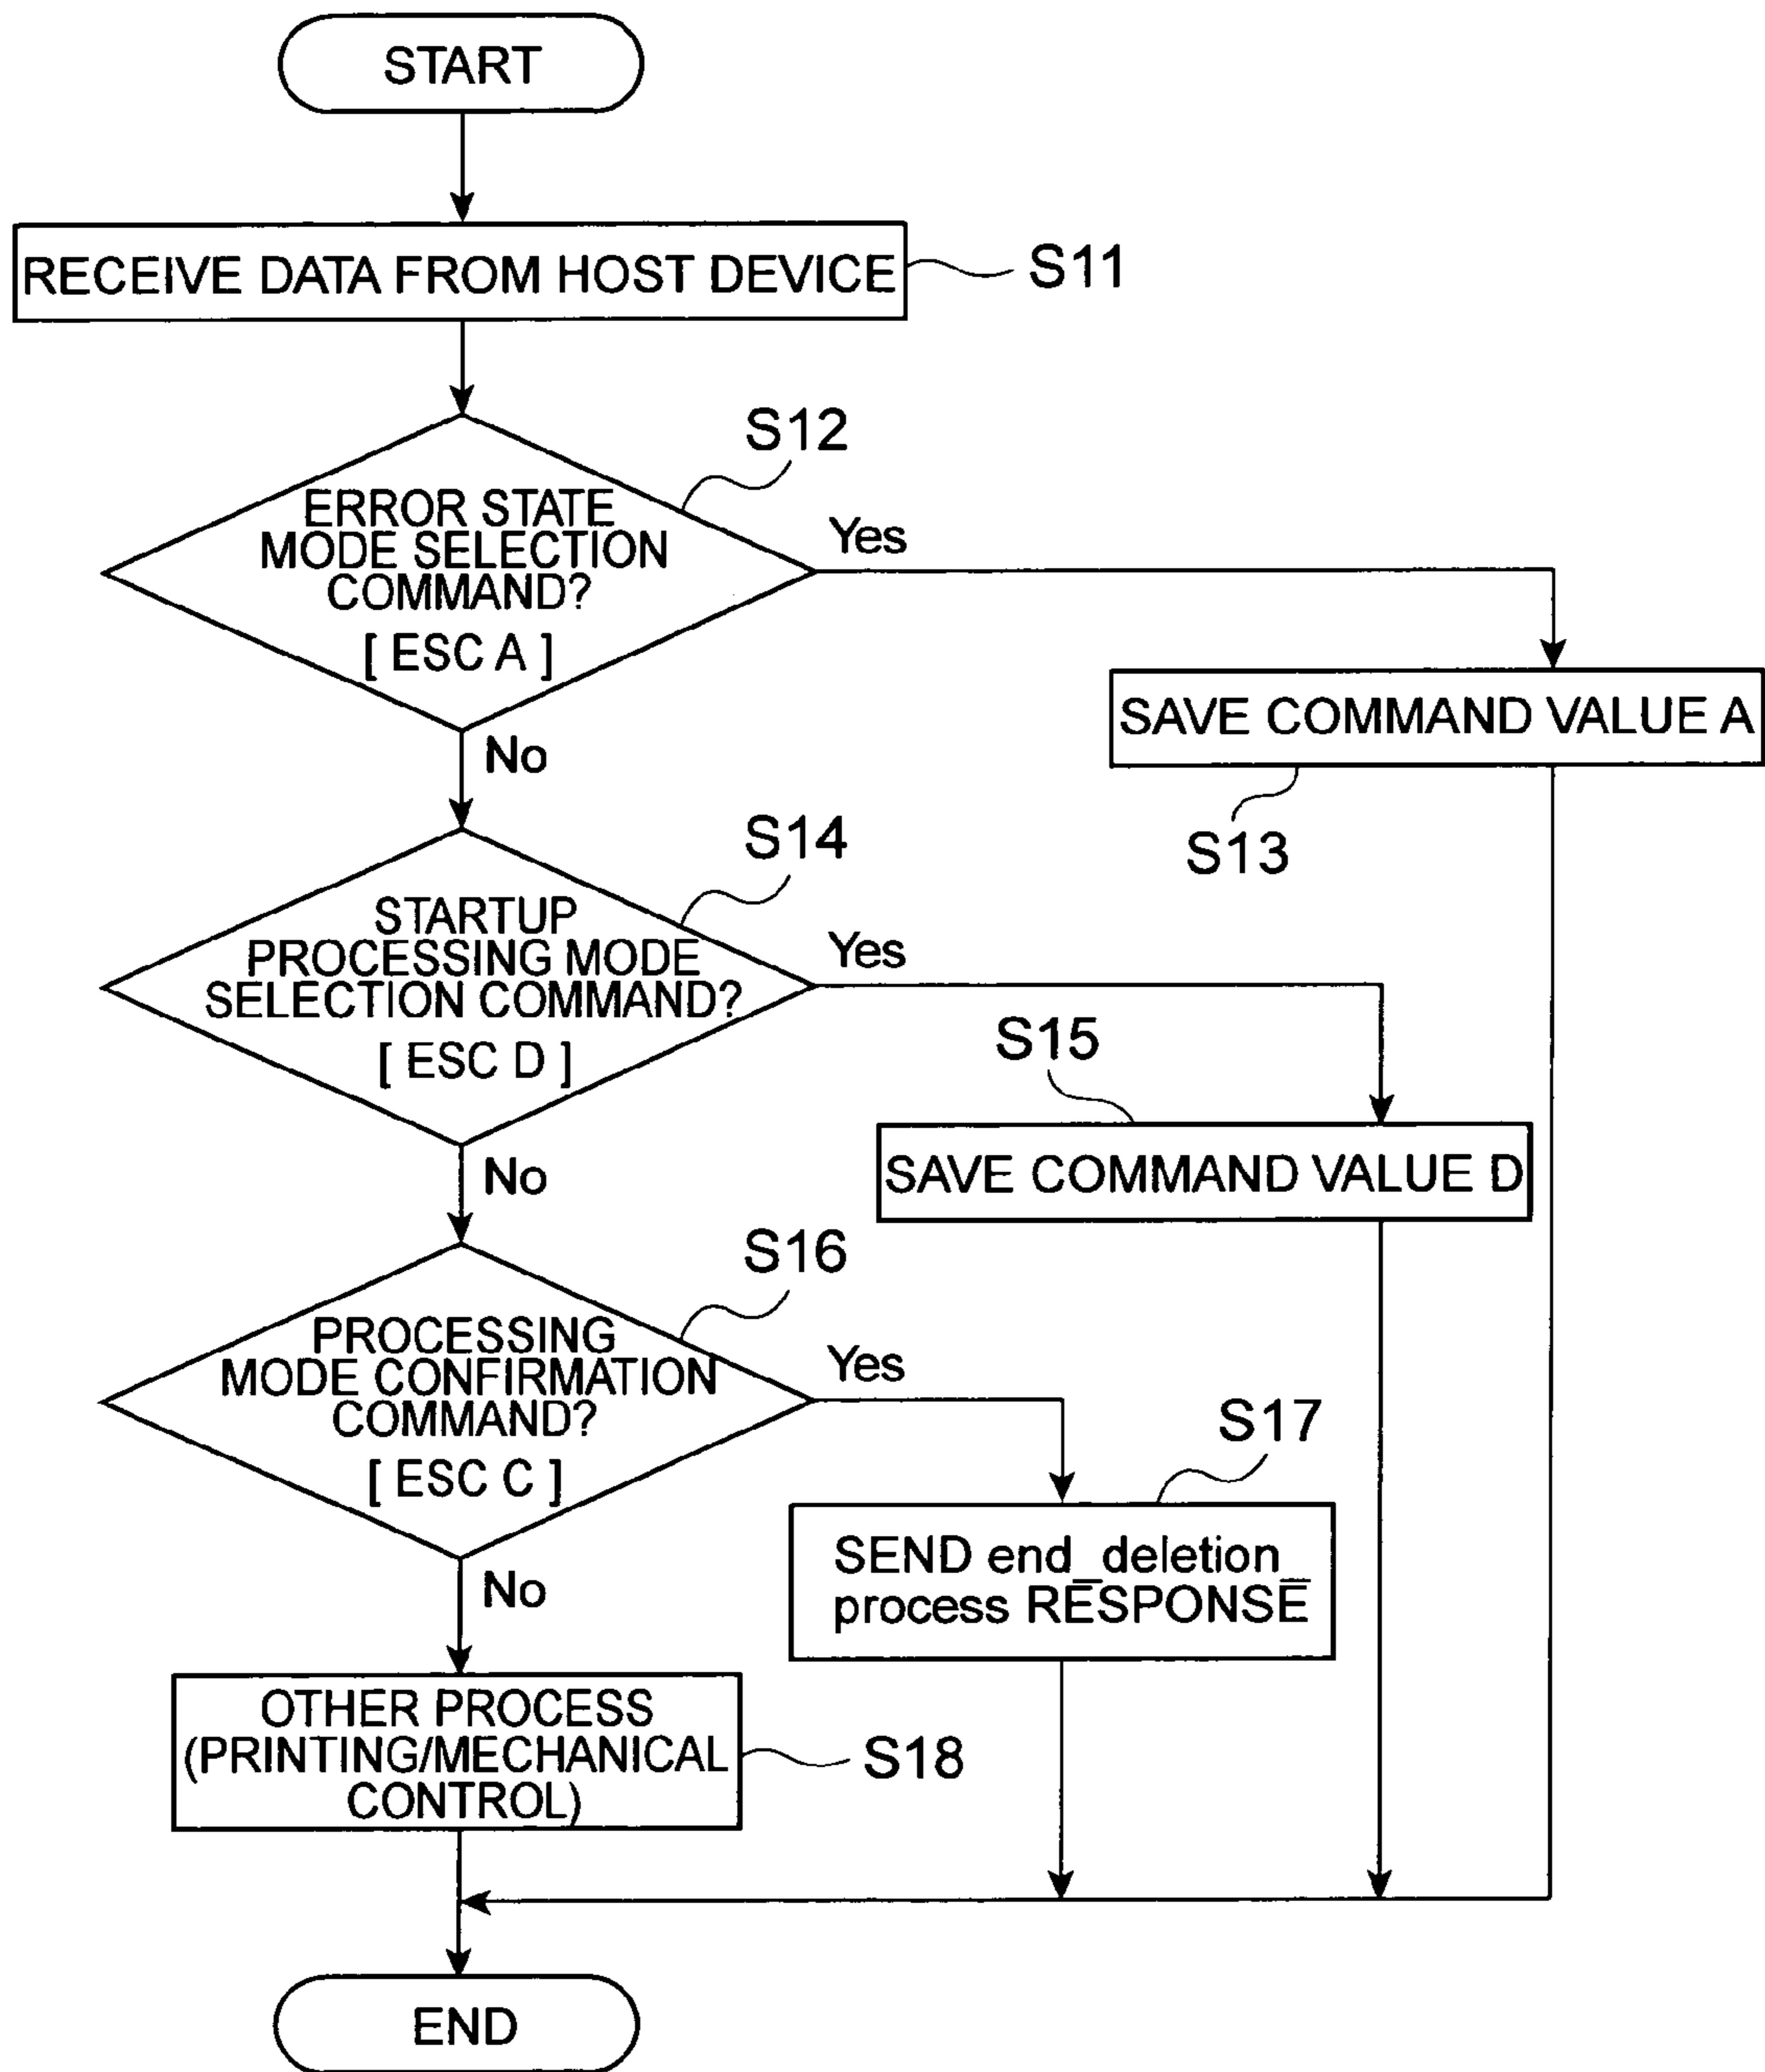 START
RECEIVE DATA FROM HOST DEVICE
S11
S12
ERROR STATE
MODE SELECTION
COMMAND?
[ ESC A ]
Yes
No
SAVE COMMAND VALUE A
S13
S14
STARTUP
PROCESSING MODE
SELECTION COMMAND?
[ ESC D ]
Yes
No
S15
SAVE COMMAND VALUE D
S16
PROCESSING
MODE CONFIRMATION
COMMAND?
[ ESC C ]
Yes
No
S17
SEND end_deletion_
process RESPONSE
OTHER PROCESS
(PRINTING/MECHANICAL
CONTROL)
S18
END